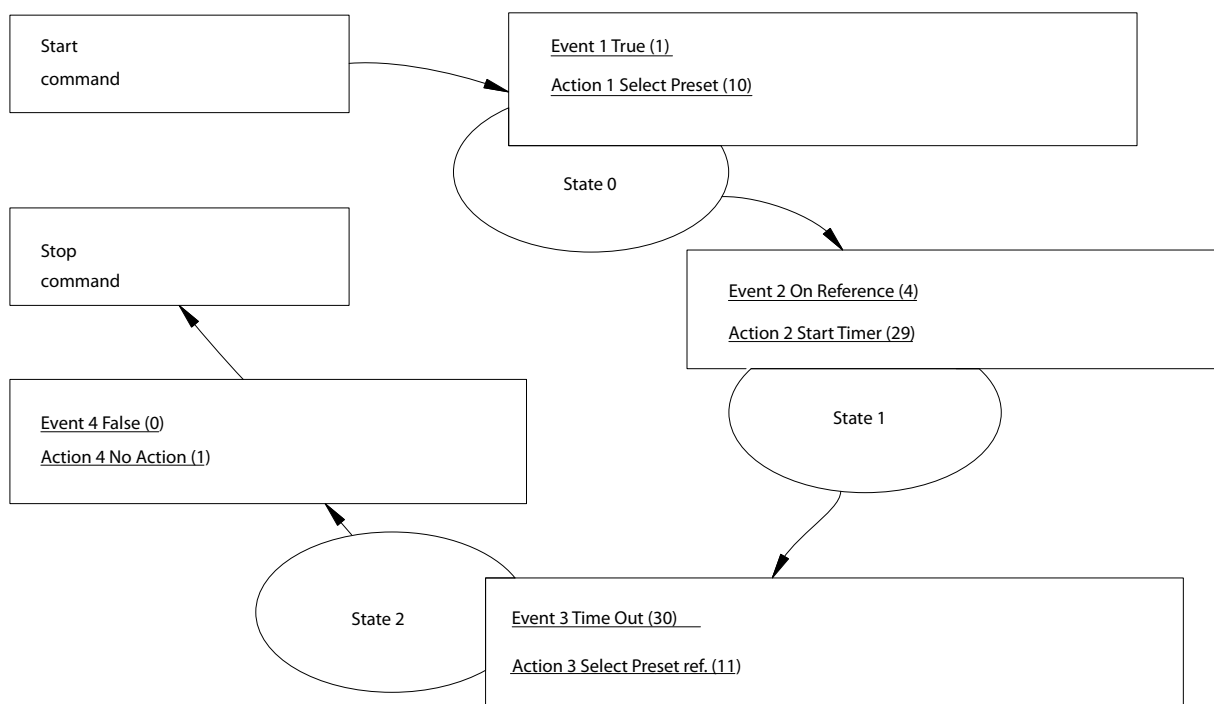 Start
command
Event 1 True (1)
Action 1 Select Preset (10)
State 0
Stop
command
Event 2 On Reference (4)
Action 2 Start Timer (29)
State 1
Event 4 False (0)
Action 4 No Action (1)
State 2
Event 3 Time Out (30)
Action 3 Select Preset ref. (11)